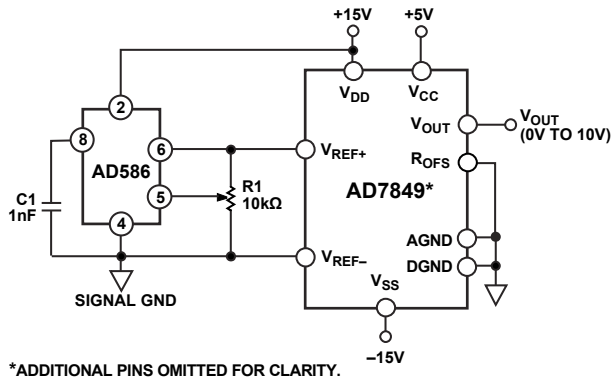 +15V
+5V
2
VDD
VCC
VOUT
VOUT
(0V TO 10V)
8
6
VREF+
ROFS
AD586
R1
10kΩ
AD7849*
C1
1nF
5
4
AGND
VREF–
DGND
VSS
SIGNAL GND
–15V
*ADDITIONAL PINS OMITTED FOR CLARITY.